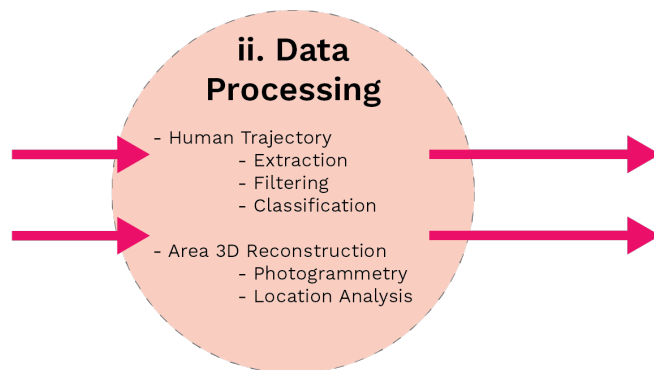 ii. Data
Processing
- Human Trajectory
- Extraction
- Filtering
- Classification
- Area 3D Reconstruction
- Photogrammetry
- Location Analysis